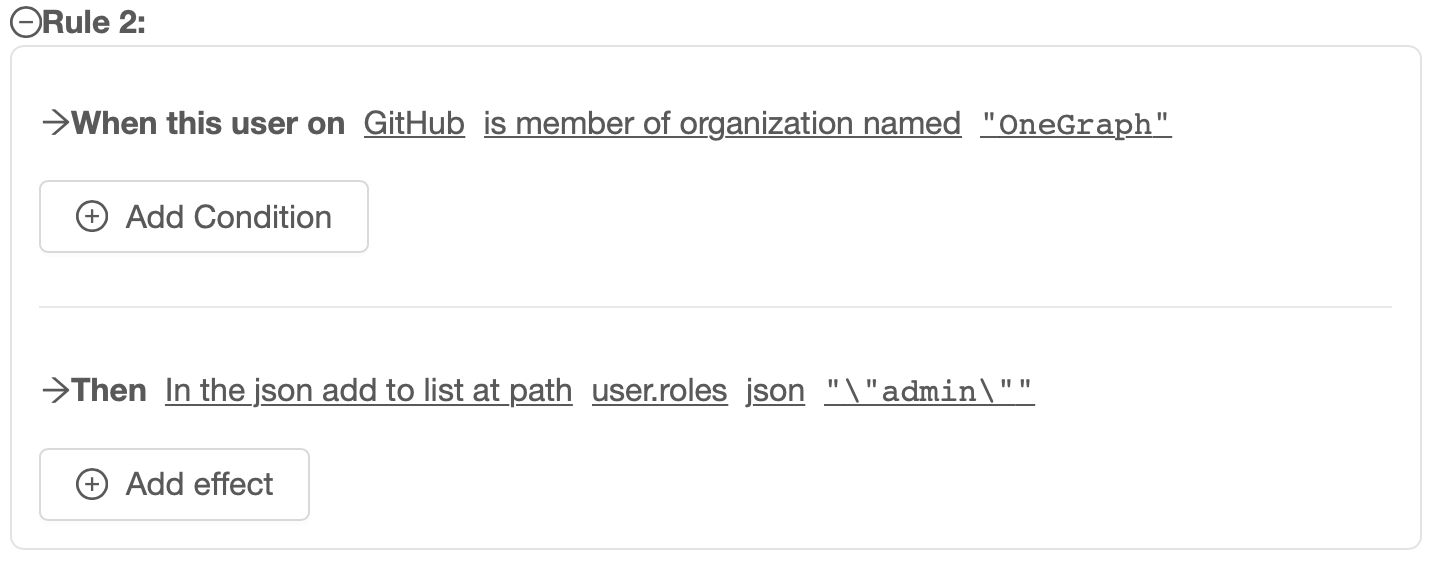 Rule 2:
When this user on GitHub is member of organization named "OneGraph"
Add Condition
Then In the json add to list at path user.roles json "\"admin\""
Add effect